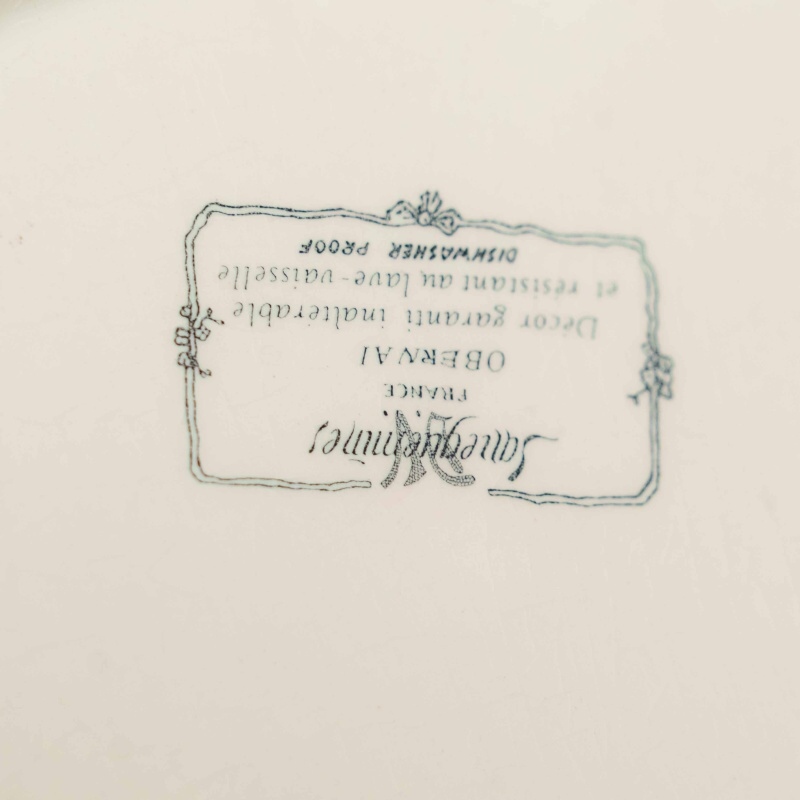 Sarreguemines
FRANCE
OBERNAI
Décor garanti inaltérable
et résistant au lave-vaisselle
DISHWASHER PROOF